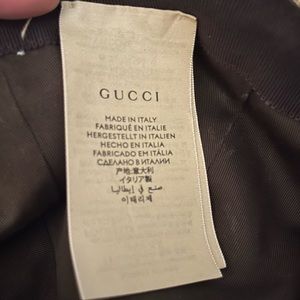 GUCCI
MADE IN ITALY
FABRIQUÉ EN ITALIE
HERGESTELLT IN ITALIEN
HECHO EN ITALIA
FABRICADO EM ITÁLIA
СДЕЛАНО В ИТАЛИИ
产地:意大利
イタリア製
صنع في إيطاليا
이태리제